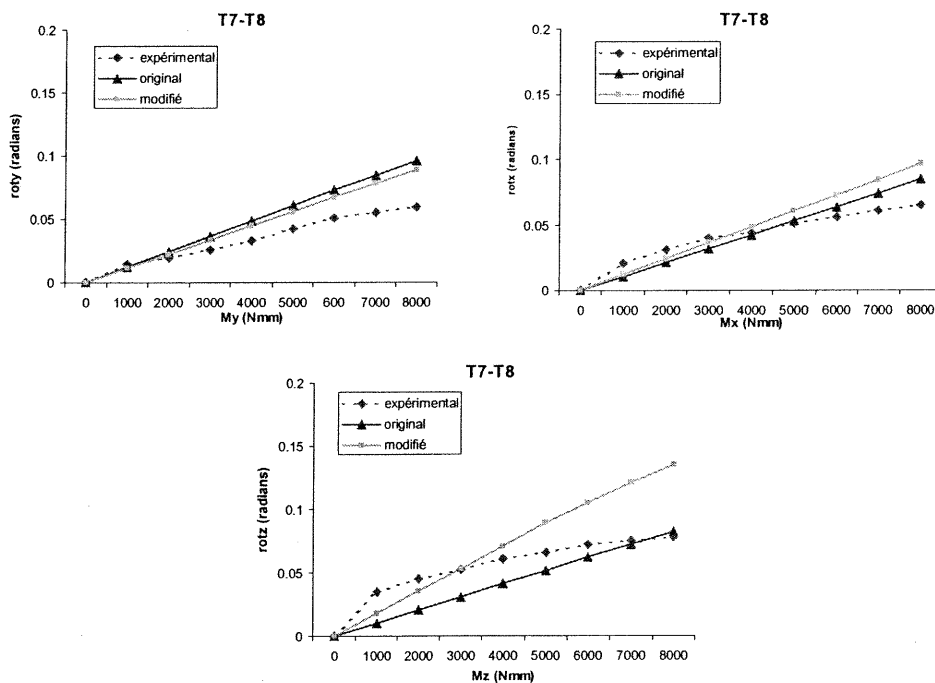 T7-T8
0.2
0.15
0.1
0.05
0
roty (radians)
expérimental
original
modifié
0 1000 2000 3000 4000 5000 6000 7000 8000
My (Nmm)
T7-T8
0.2
0.15
0.1
0.05
0
rotx (radians)
expérimental
original
modifié
0 1000 2000 3000 4000 5000 6000 7000 8000
Mx (Nmm)
T7-T8
0.2
0.15
0.1
0.05
0
rotz (radians)
expérimental
original
modifié
0 1000 2000 3000 4000 5000 6000 7000 8000
Mz (Nmm)